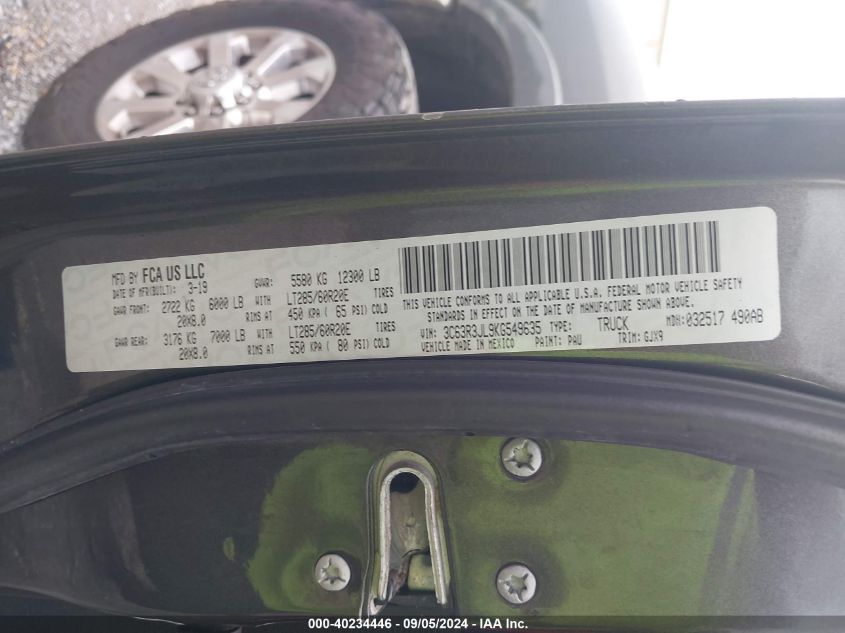 MFD BY FCA US LLC GVWR: 5580 KG 12300 LB
DATE OF MFR(BUILT): 3-19
GAWR FRONT: 2722 KG 6000 LB WITH LT285/60R20E TIRES
20X8.0 RIMS AT 450 KPA ( 65 PSI) COLD
GAWR REAR: 3176 KG 7000 LB WITH LT285/60R20E TIRES
20X8.0 RIMS AT 550 KPA ( 80 PSI) COLD
THIS VEHICLE CONFORMS TO ALL APPLICABLE U.S.A. FEDERAL MOTOR VEHICLE SAFETY
STANDARDS IN EFFECT ON THE DATE OF MANUFACTURE SHOWN ABOVE.
VIN: 3C63R3JL9KG549635 TYPE: TRUCK MDH: 032517 490AB
VEHICLE MADE IN MEXICO PAINT: PAU TRIM: GJX9
000-40234446 - 09/05/2024 - IAA Inc.